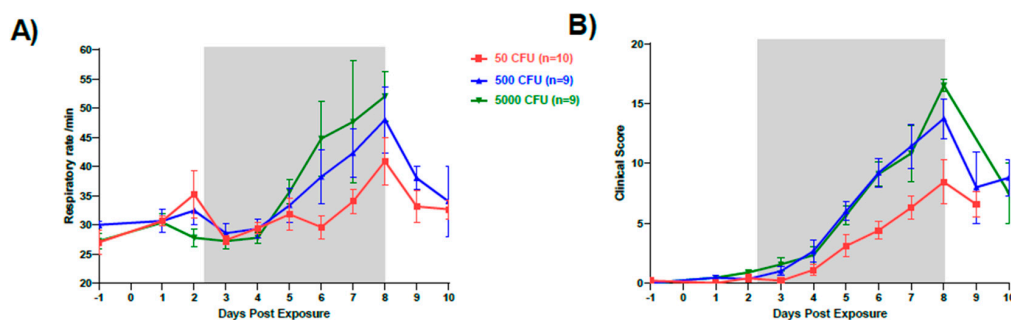 A)
60
55
50
45
40
35
30
25
20
Respiratory rate /min
-1 0 1 2 3 4 5 6 7 8 9 10
Days Post Exposure
50 CFU (n=10)
500 CFU (n=9)
5000 CFU (n=9)
B)
20
15
10
5
0
Clinical Score
-1 0 1 2 3 4 5 6 7 8 9 10
Days Post Exposure